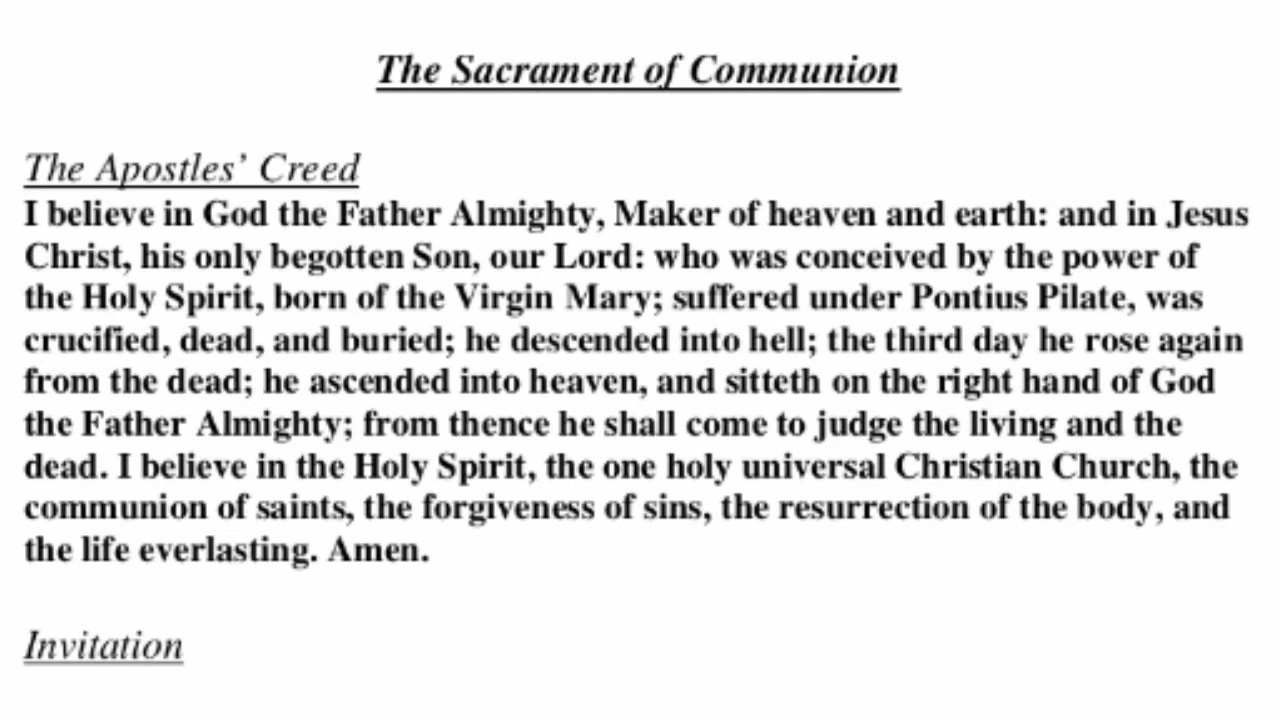 The Sacrament of Communion
The Apostles’ Creed
I believe in God the Father Almighty, Maker of heaven and earth: and in Jesus
Christ, his only begotten Son, our Lord: who was conceived by the power of
the Holy Spirit, born of the Virgin Mary; suffered under Pontius Pilate, was
crucified, dead, and buried; he descended into hell; the third day he rose again
from the dead; he ascended into heaven, and sitteth on the right hand of God
the Father Almighty; from thence he shall come to judge the living and the
dead. I believe in the Holy Spirit, the one holy universal Christian Church, the
communion of saints, the forgiveness of sins, the resurrection of the body, and
the life everlasting. Amen.
Invitation